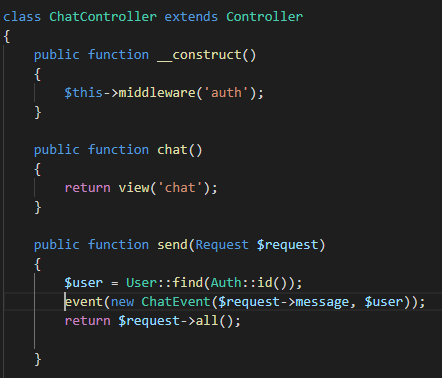 class ChatController extends Controller
{
    public function __construct()
    {
        $this->middleware('auth');
    }
    public function chat()
    {
        return view('chat');
    }
    public function send(Request $request)
    {
        $user = User::find(Auth::id());
        event(new ChatEvent($request->message, $user));
        return $request->all();
    }